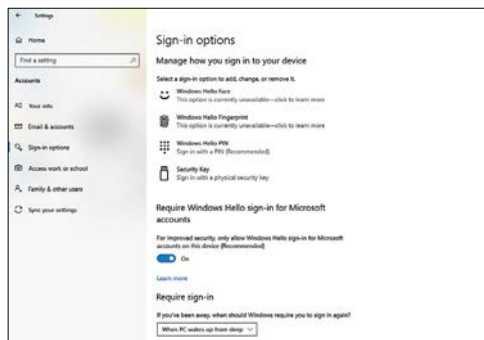 Settings
Home
Find a setting
Accounts
Your info
Email & accounts
Sign-in options
Access work or school
Family & other users
Sync your settings
Sign-in options
Manage how you sign in to your device
Select a sign-in option to add, change, or remove it.
Windows Hello Face
This option is currently unavailable—click to learn more
Windows Hello Fingerprint
This option is currently unavailable—click to learn more
Windows Hello PIN
Sign in with a PIN (Recommended)
Security Key
Sign in with a physical security key
Require Windows Hello sign-in for Microsoft
accounts
For improved security, only allow Windows Hello sign-in for Microsoft
accounts on this device (Recommended)
On
Learn more
Require sign-in
If you've been away, when should Windows require you to sign in again?
When PC wakes up from sleep